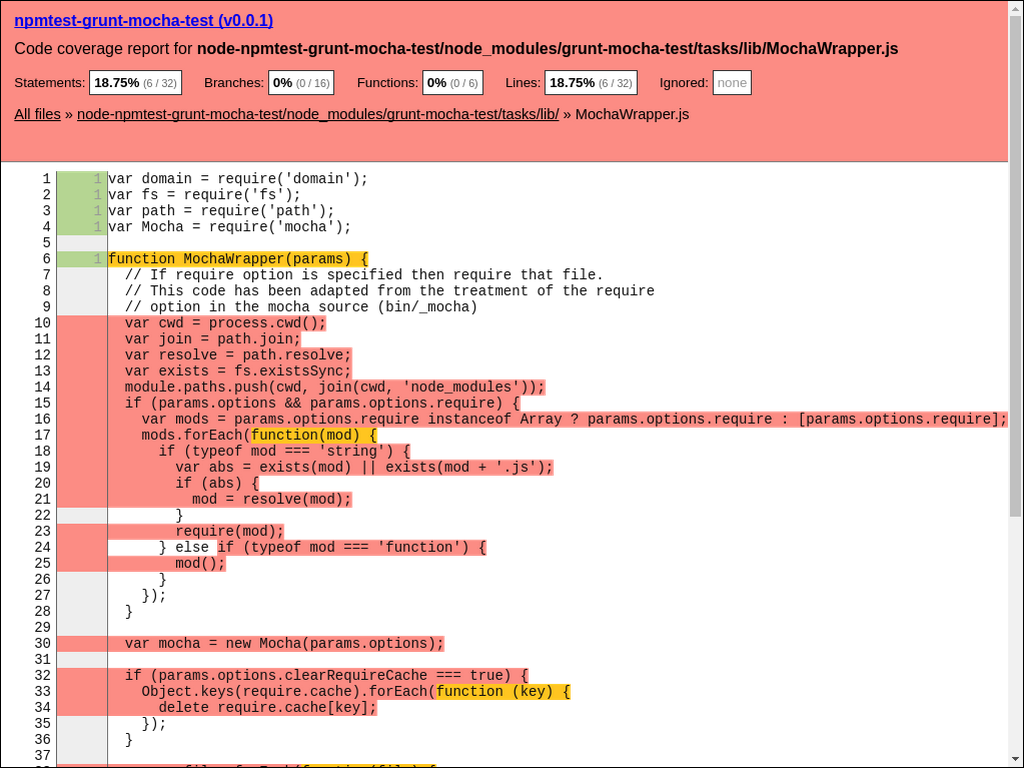 npmtest-grunt-mocha-test (v0.0.1)
Code coverage report for node-npmtest-grunt-mocha-test/node_modules/grunt-mocha-test/tasks/lib/MochaWrapper.js
Statements: 18.75% (6 / 32) Branches: 0% (0 / 16) Functions: 0% (0 / 6) Lines: 18.75% (6 / 32) Ignored: none
All files » node-npmtest-grunt-mocha-test/node_modules/grunt-mocha-test/tasks/lib/ » MochaWrapper.js
1 1 var domain = require('domain');
2 1 var fs = require('fs');
3 1 var path = require('path');
4 1 var Mocha = require('mocha');
5
6 1 function MochaWrapper(params) {
7   // If require option is specified then require that file.
8   // This code has been adapted from the treatment of the require
9   // option in the mocha source (bin/_mocha)
10   var cwd = process.cwd();
11   var join = path.join;
12   var resolve = path.resolve;
13   var exists = fs.existsSync;
14   module.paths.push(cwd, join(cwd, 'node_modules'));
15   if (params.options && params.options.require) {
16     var mods = params.options.require instanceof Array ? params.options.require : [params.options.require];
17     mods.forEach(function(mod) {
18       if (typeof mod === 'string') {
19         var abs = exists(mod) || exists(mod + '.js');
20         if (abs) {
21           mod = resolve(mod);
22         }
23         require(mod);
24       } else if (typeof mod === 'function') {
25         mod();
26       }
27     });
28   }
29
30   var mocha = new Mocha(params.options);
31
32   if (params.options.clearRequireCache === true) {
33     Object.keys(require.cache).forEach(function (key) {
34       delete require.cache[key];
35     });
36   }
37